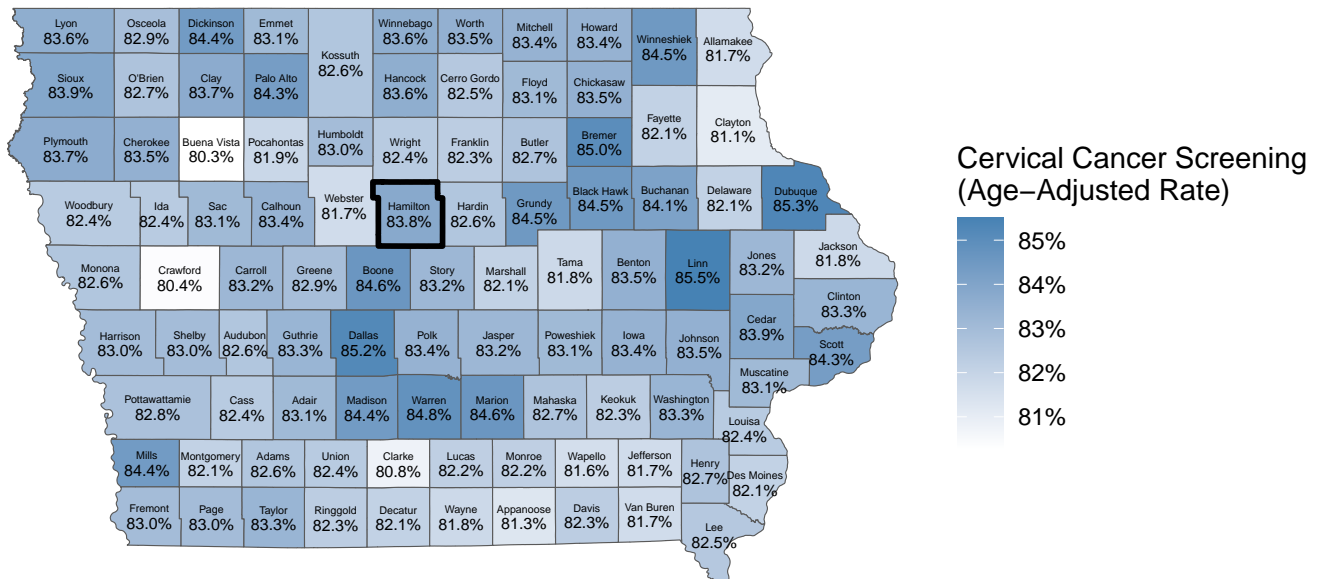 Lyon
83.6%
Osceola
82.9%
Dickinson
84.4%
Emmet
83.1%
Kossuth
82.6%
Winnebago
83.6%
Worth
83.5%
Mitchell
83.4%
Howard
83.4%
Winneshiek
84.5%
Allamakee
81.7%
Sioux
83.9%
O'Brien
82.7%
Clay
83.7%
Palo Alto
84.3%
Hancock
83.6%
Cerro Gordo
82.5%
Floyd
83.1%
Chickasaw
83.5%
Fayette
82.1%
Clayton
81.1%
Plymouth
83.7%
Cherokee
83.5%
Buena Vista
80.3%
Pocahontas
81.9%
Humboldt
83.0%
Wright
82.4%
Franklin
82.3%
Butler
82.7%
Bremer
85.0%
Woodbury
82.4%
Ida
82.4%
Sac
83.1%
Calhoun
83.4%
Webster
81.7%
Hamilton
83.8%
Hardin
82.6%
Grundy
84.5%
Black Hawk
84.5%
Buchanan
84.1%
Delaware
82.1%
Dubuque
85.3%
Monona
82.6%
Crawford
80.4%
Carroll
83.2%
Greene
82.9%
Boone
84.6%
Story
83.2%
Marshall
82.1%
Tama
81.8%
Benton
83.5%
Linn
85.5%
Jones
83.2%
Jackson
81.8%
Clinton
83.3%
Cedar
83.9%
Scott
84.3%
Harrison
83.0%
Shelby
83.0%
Audubon
82.6%
Guthrie
83.3%
Dallas
85.2%
Polk
83.4%
Jasper
83.2%
Poweshiek
83.1%
Iowa
83.4%
Johnson
83.5%
Muscatine
83.1%
Pottawattamie
82.8%
Cass
82.4%
Adair
83.1%
Madison
84.4%
Warren
84.8%
Marion
84.6%
Mahaska
82.7%
Keokuk
82.3%
Washington
83.3%
Louisa
82.4%
Mills
84.4%
Montgomery
82.1%
Adams
82.6%
Union
82.4%
Clarke
80.8%
Lucas
82.2%
Monroe
82.2%
Wapello
81.6%
Jefferson
81.7%
Henry
82.7%
Des Moines
82.1%
Fremont
83.0%
Page
83.0%
Taylor
83.3%
Ringgold
82.3%
Decatur
82.1%
Wayne
81.8%
Appanoose
81.3%
Davis
82.3%
Van Buren
81.7%
Lee
82.5%
Cervical Cancer Screening
(Age−Adjusted Rate)
85%
84%
83%
82%
81%